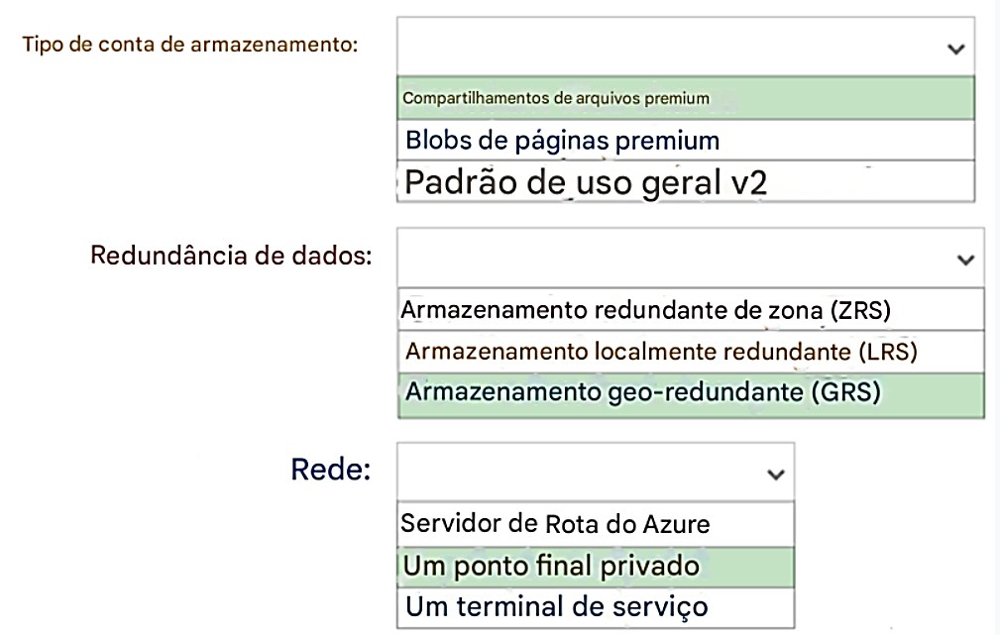 Tipo de conta de armazenamento:
Compartilhamentos de arquivos premium
Blobs de páginas premium
Padrão de uso geral v2
Redundância de dados:
Armazenamento redundante de zona (ZRS)
Armazenamento localmente redundante (LRS)
Armazenamento geo-redundante (GRS)
Rede:
Servidor de Rota do Azure
Um ponto final privado
Um terminal de serviço